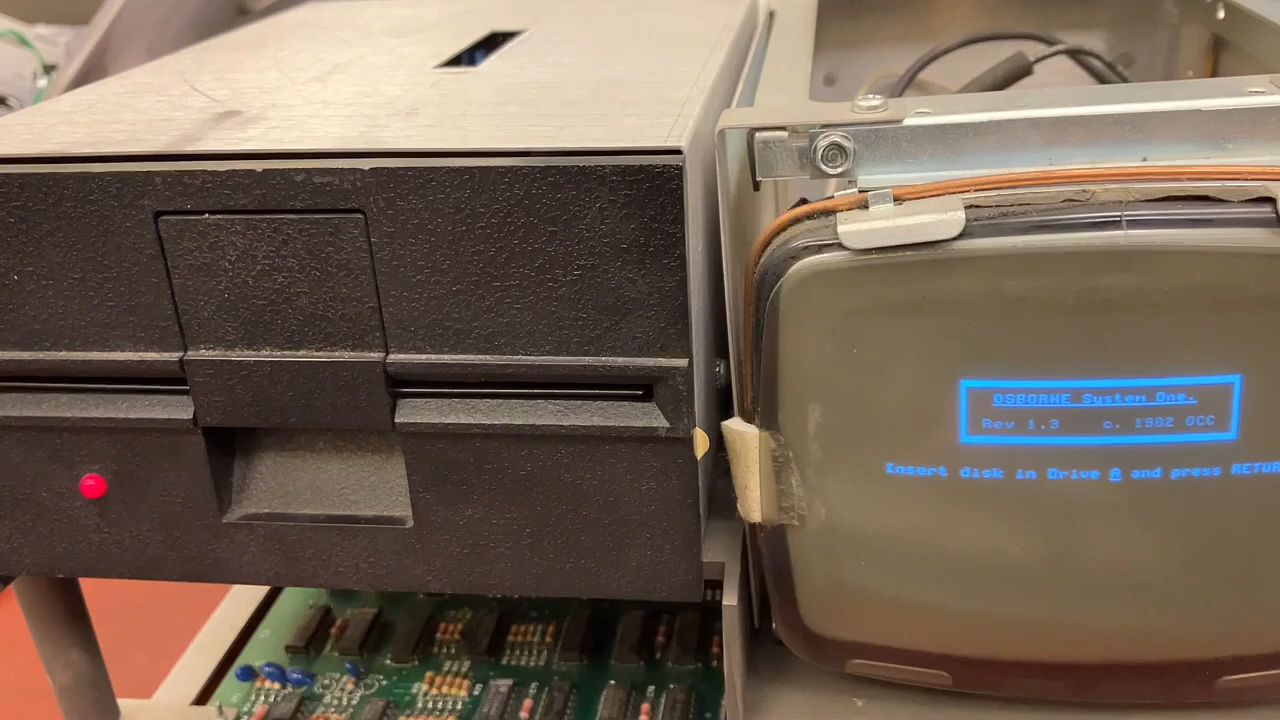 OSBORNE System One.
Rev 1.3 c. 1982 OCC
Insert disk in Drive A and press RETUR